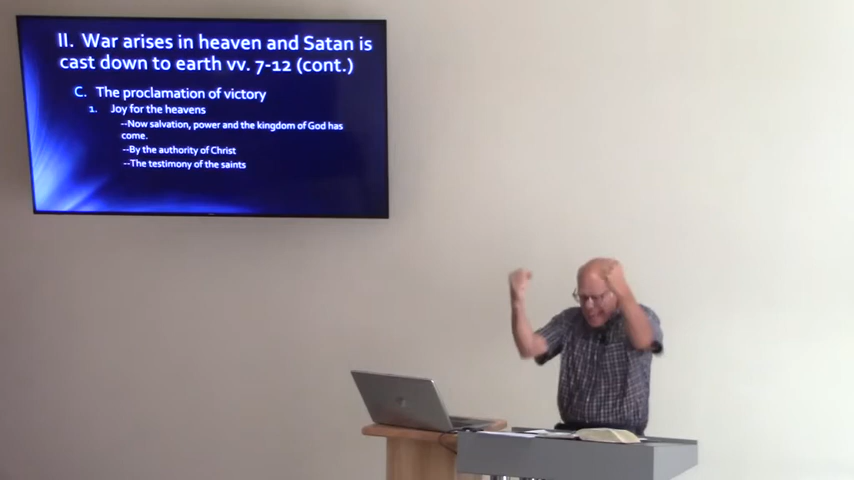 II. War arises in heaven and Satan is
cast down to earth vv. 7-12 (cont.)
C. The proclamation of victory
1. Joy for the heavens
--Now salvation, power and the kingdom of God has
come.
--By the authority of Christ
--The testimony of the saints